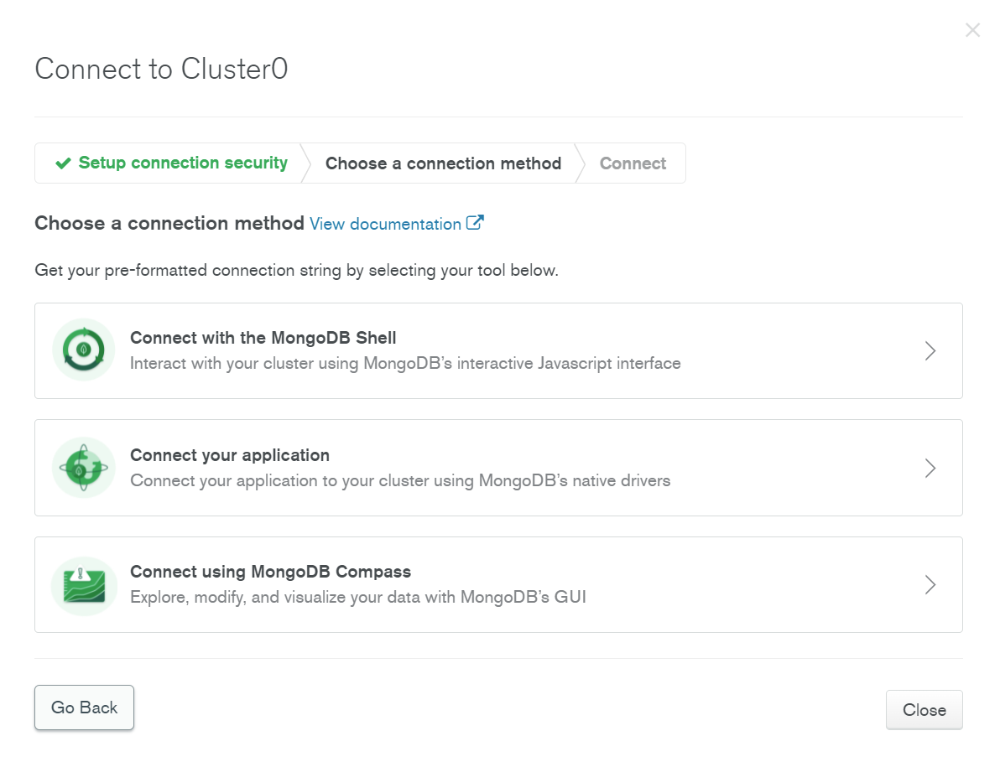 Connect to Cluster0
Setup connection security
Choose a connection method
Connect
Choose a connection method View documentation
Get your pre-formatted connection string by selecting your tool below.
Connect with the MongoDB Shell
Interact with your cluster using MongoDB’s interactive Javascript interface
Connect your application
Connect your application to your cluster using MongoDB’s native drivers
Connect using MongoDB Compass
Explore, modify, and visualize your data with MongoDB’s GUI
Go Back
Close